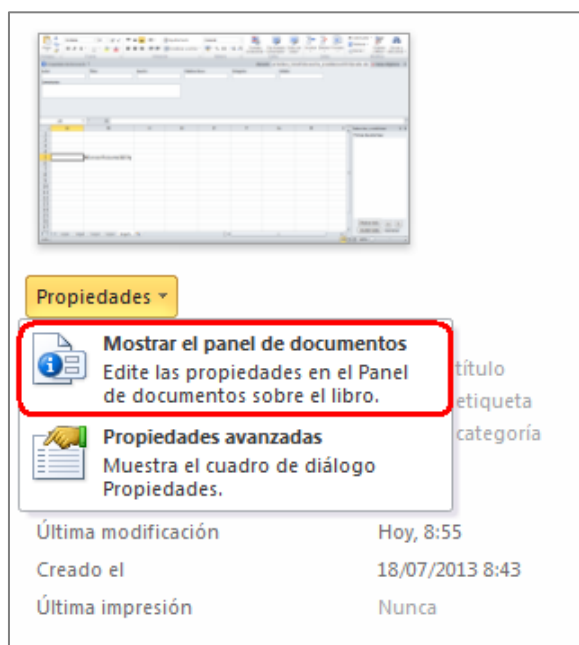 Propiedades
Mostrar el panel de documentos
Edite las propiedades en el Panel
de documentos sobre el libro.
título
etiqueta
categoría
Propiedades avanzadas
Muestra el cuadro de diálogo
Propiedades.
Última modificación Hoy, 8:55
Creado el 18/07/2013 8:43
Última impresión Nunca